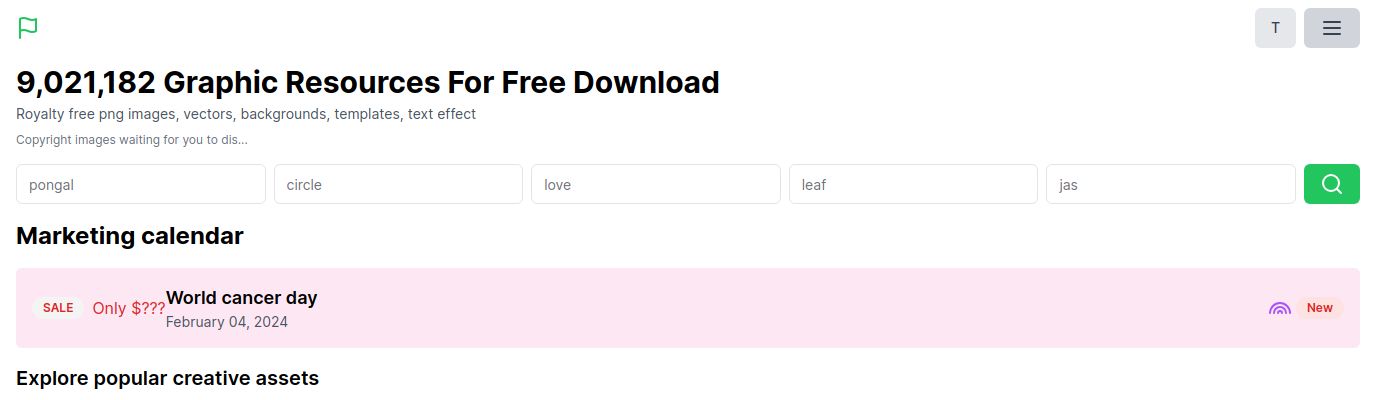 T
9,021,182 Graphic Resources For Free Download
Royalty free png images, vectors, backgrounds, templates, text effect
Copyright images waiting for you to dis...
pongal circle love leaf jas
Marketing calendar
SALE Only $??? World cancer day New
February 04, 2024
Explore popular creative assets